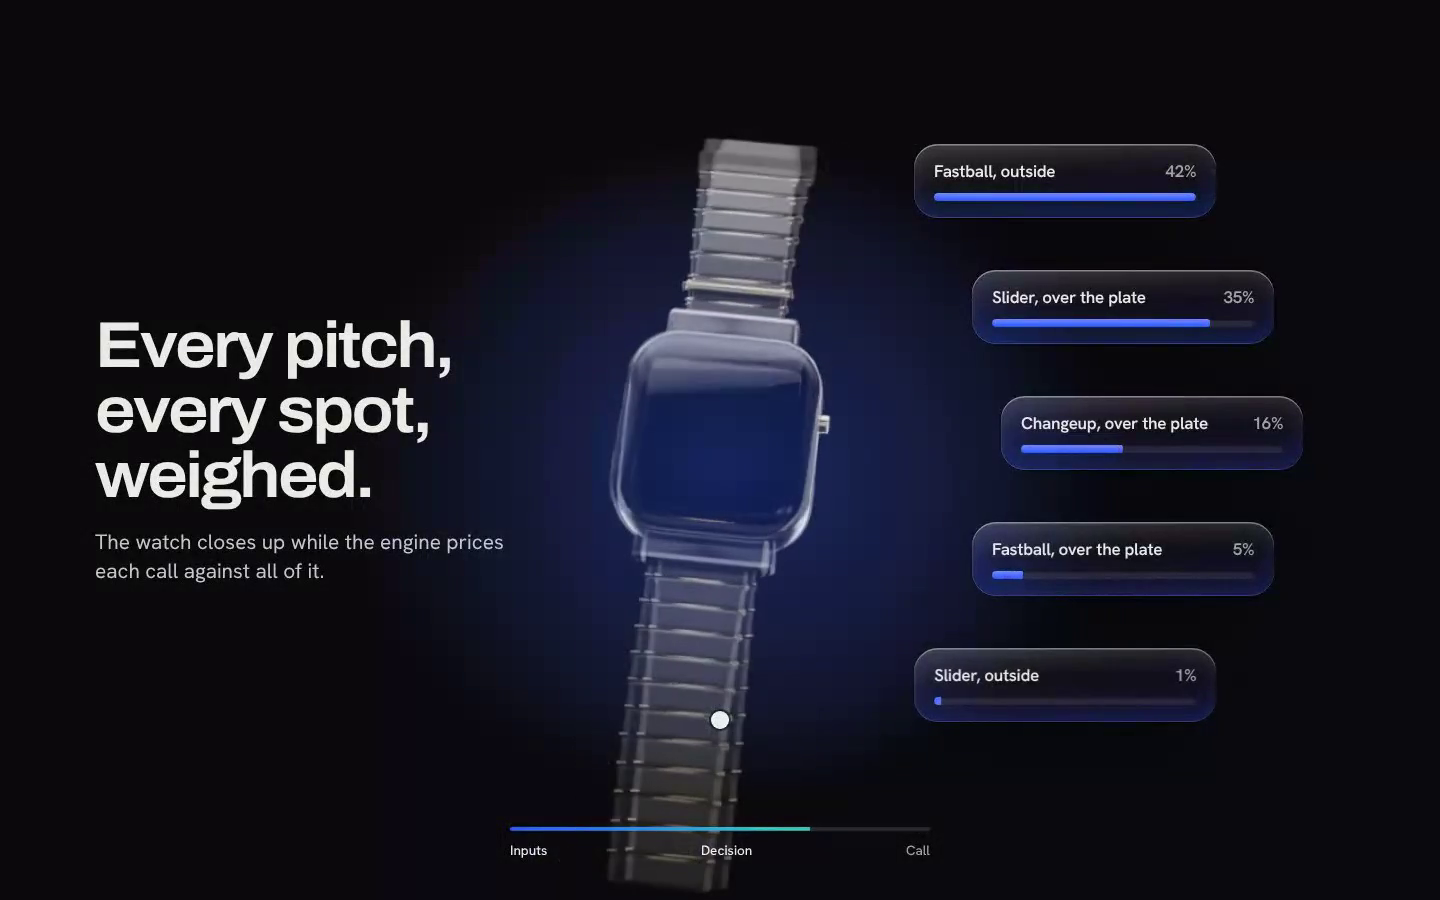 Every pitch,
every spot,
weighed.
The watch closes up while the engine prices
each call against all of it.
Fastball, outside 42%
Slider, over the plate 35%
Changeup, over the plate 16%
Fastball, over the plate 5%
Slider, outside 1%
Inputs Decision Call